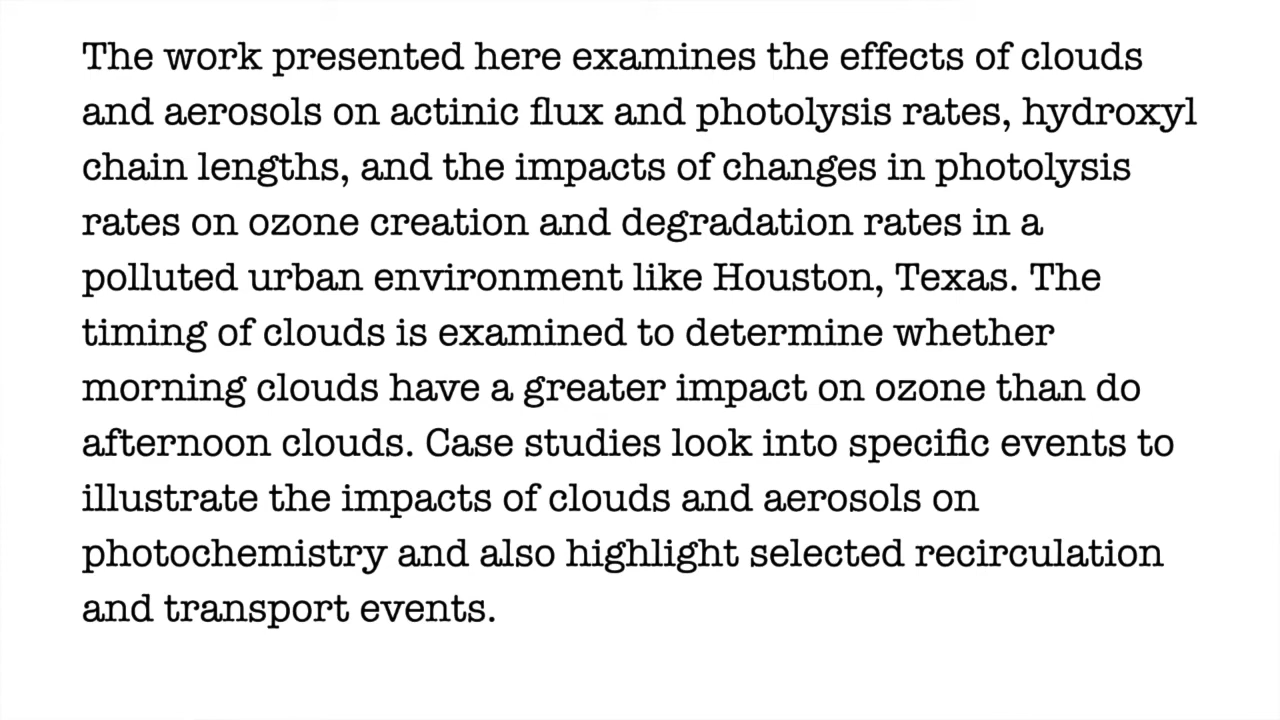 The work presented here examines the effects of clouds
and aerosols on actinic flux and photolysis rates, hydroxyl
chain lengths, and the impacts of changes in photolysis
rates on ozone creation and degradation rates in a
polluted urban environment like Houston, Texas. The
timing of clouds is examined to determine whether
morning clouds have a greater impact on ozone than do
afternoon clouds. Case studies look into specific events to
illustrate the impacts of clouds and aerosols on
photochemistry and also highlight selected recirculation
and transport events.